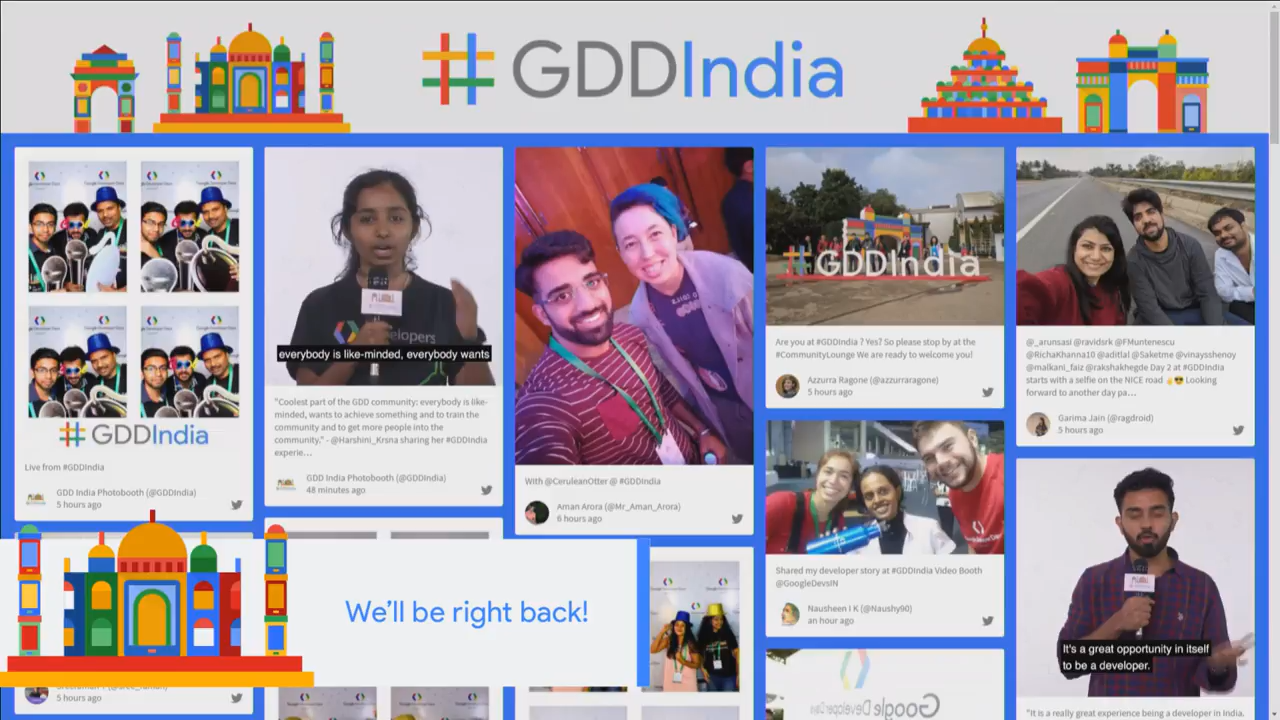 #GDDIndia
#GDDIndia
Live from #GDDIndia
GDD India Photobooth (@GDDIndia)
5 hours ago
everybody is like-minded, everybody wants
"Coolest part of the GDD community: everybody is like-
minded, wants to achieve something and to train the
community and to get more people into the
community." - @Harshini_Krsna sharing her #GDDIndia
experie…
GDD India Photobooth (@GDDIndia)
48 minutes ago
With @CeruleanOtter @ #GDDIndia
Aman Arora (@Mr_Aman_Arora)
6 hours ago
#GDDIndia
Are you at #GDDIndia ? Yes? So please stop by at the
#CommunityLounge We are ready to welcome you!
Azzurra Ragone (@azzurraragone)
5 hours ago
Shared my developer story at #GDDIndia Video Booth
@GoogleDevsIN
Nausheen I K (@Naushy90)
an hour ago
@_arunsasi @ravidsrk @FMuntenescu
@RichaKhanna10 @aditlal @Saketme @vinaysshenoy
@malkani_faiz @rakshakhegde Day 2 at #GDDIndia
starts with a selfie on the NICE road ✌😎 Looking
forward to another day pa…
Garima Jain (@ragdroid)
5 hours ago
It's a great opportunity in itself
to be a developer.
"It is a really great experience being a developer in India.
We'll be right back!
5 hours ago
Google Developer Days